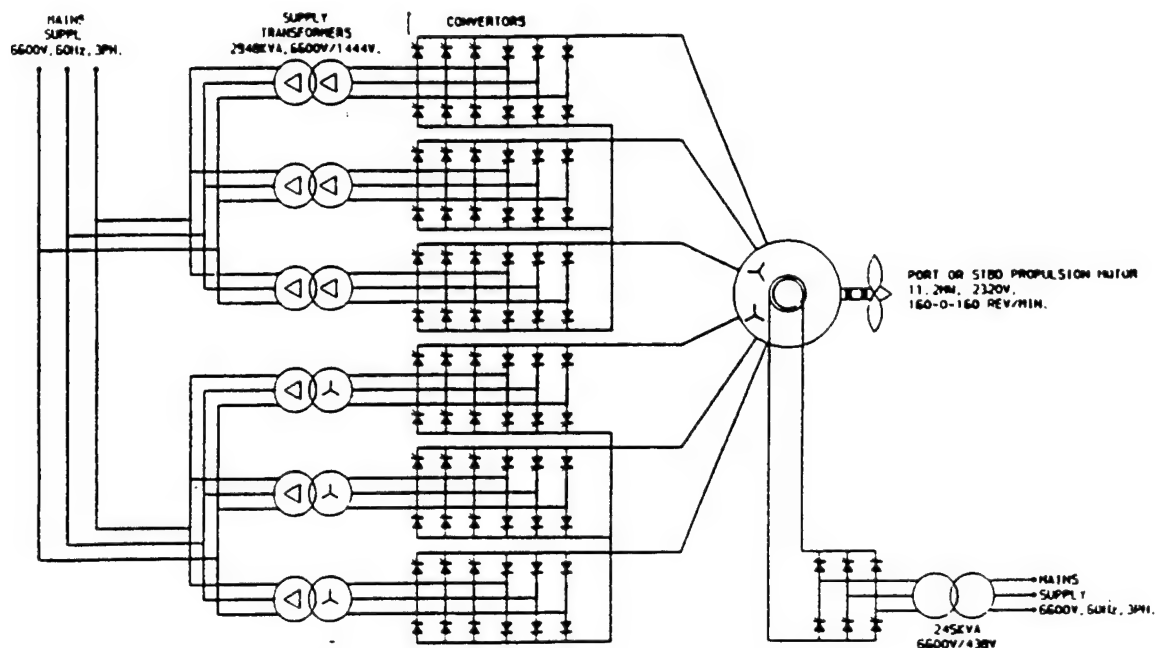 MAINS
SUPPL
6600V, 60Hz, 3PH.
SUPPLY
TRANSFORMERS
2948KVA, 6600V/1444V.
CONVERTORS
PORT OR STBD PROPULSION MOTOR
11.2MW, 2320V,
160-0-160 REV/MIN.
MAINS
SUPPLY
6600V, 60Hz, 3PH.
245KVA
6600V/438V